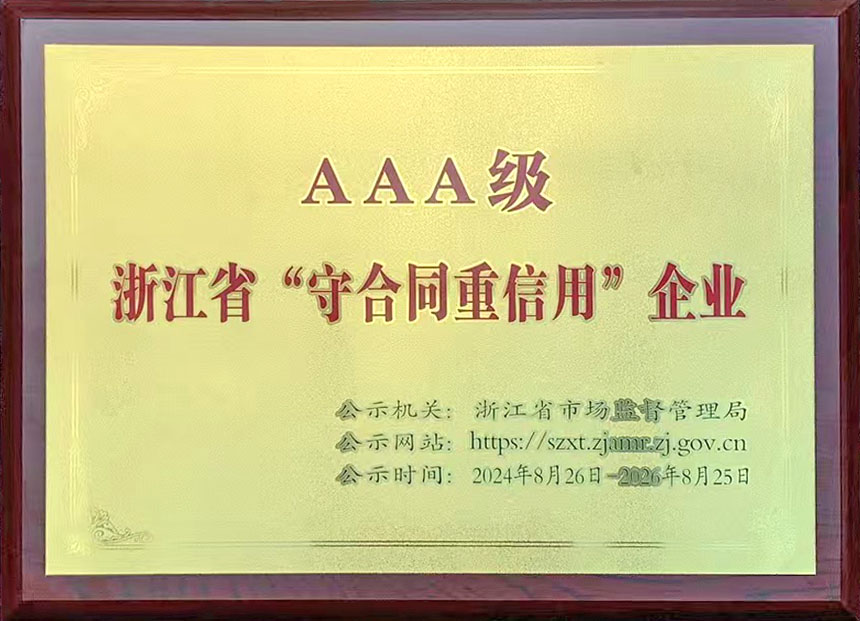 AAA级
浙江省“守合同重信用”企业
公示机关：浙江省市场监督管理局
公示网站：https://szxt.zjamr.zj.gov.cn
公示时间：2024年8月26日-2026年8月25日